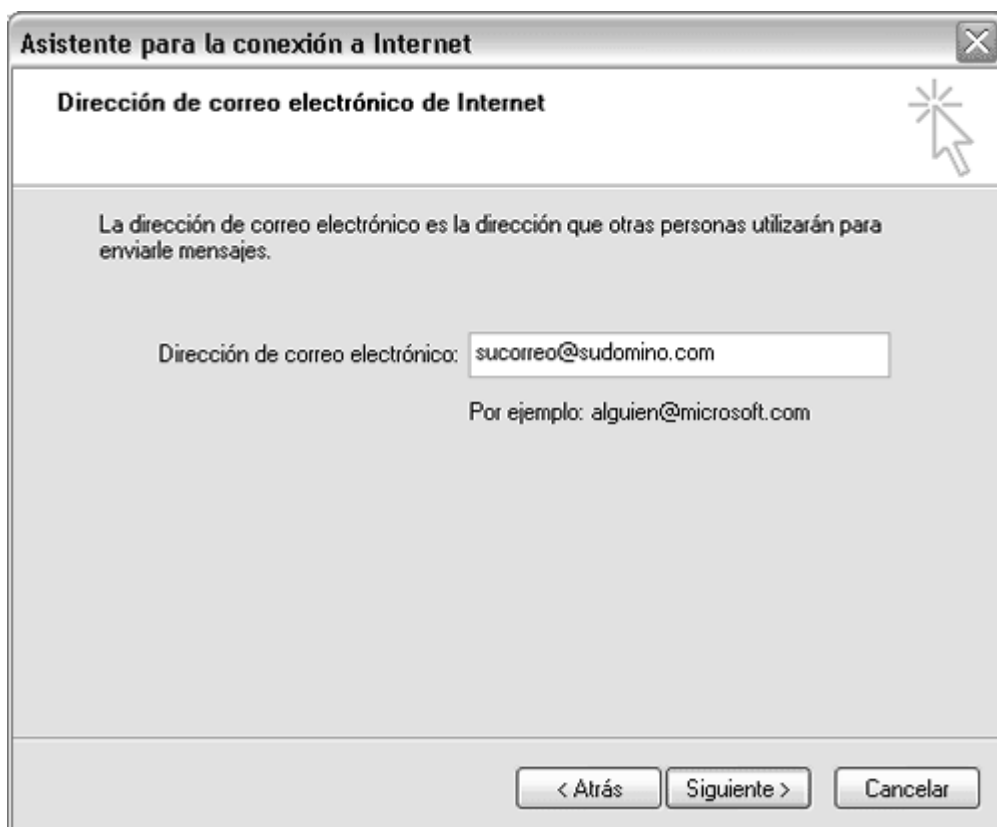 Asistente para la conexión a Internet
Dirección de correo electrónico de Internet
La dirección de correo electrónico es la dirección que otras personas utilizarán para
enviarle mensajes.
Dirección de correo electrónico: sucorreo@sudomino.com
Por ejemplo: alguien@microsoft.com
< Atrás Siguiente > Cancelar